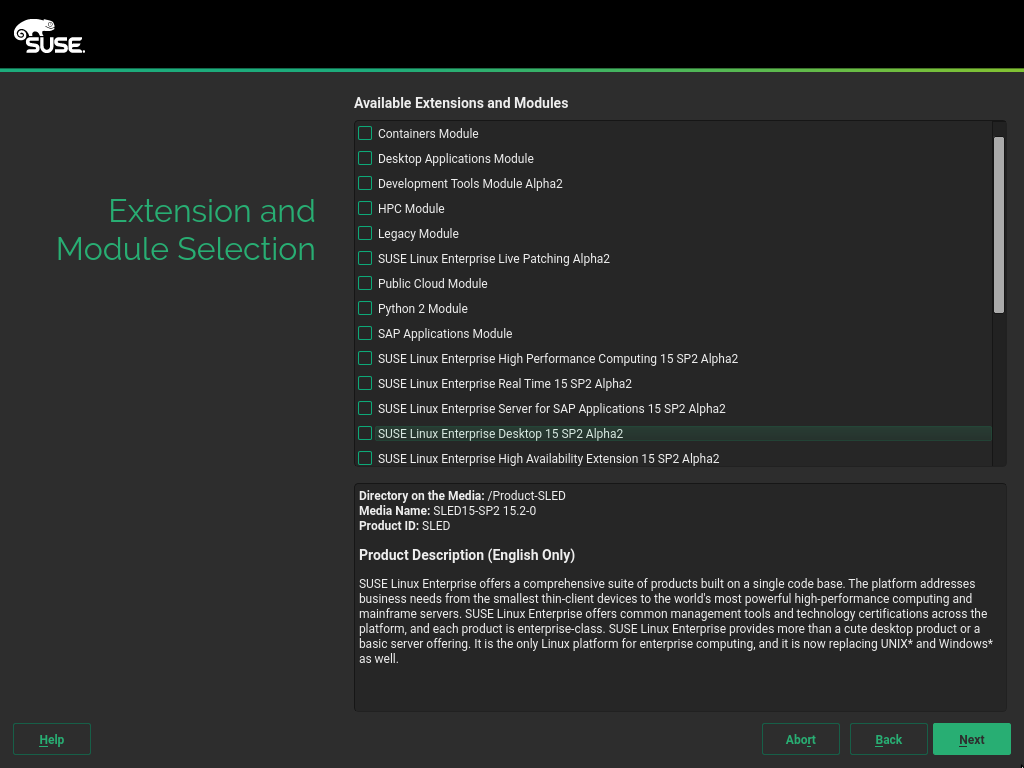 SUSE.
Available Extensions and Modules
Extension and
Module Selection
Containers Module
Desktop Applications Module
Development Tools Module Alpha2
HPC Module
Legacy Module
SUSE Linux Enterprise Live Patching Alpha2
Public Cloud Module
Python 2 Module
SAP Applications Module
SUSE Linux Enterprise High Performance Computing 15 SP2 Alpha2
SUSE Linux Enterprise Real Time 15 SP2 Alpha2
SUSE Linux Enterprise Server for SAP Applications 15 SP2 Alpha2
SUSE Linux Enterprise Desktop 15 SP2 Alpha2
SUSE Linux Enterprise High Availability Extension 15 SP2 Alpha2
Directory on the Media: /Product-SLED
Media Name: SLED15-SP2 15.2-0
Product ID: SLED
Product Description (English Only)
SUSE Linux Enterprise offers a comprehensive suite of products built on a single code base. The platform addresses
business needs from the smallest thin-client devices to the world's most powerful high-performance computing and
mainframe servers. SUSE Linux Enterprise offers common management tools and technology certifications across the
platform, and each product is enterprise-class. SUSE Linux Enterprise provides more than a cute desktop product or a
basic server offering. It is the only Linux platform for enterprise computing, and it is now replacing UNIX* and Windows*
as well.
Help
Abort
Back
Next